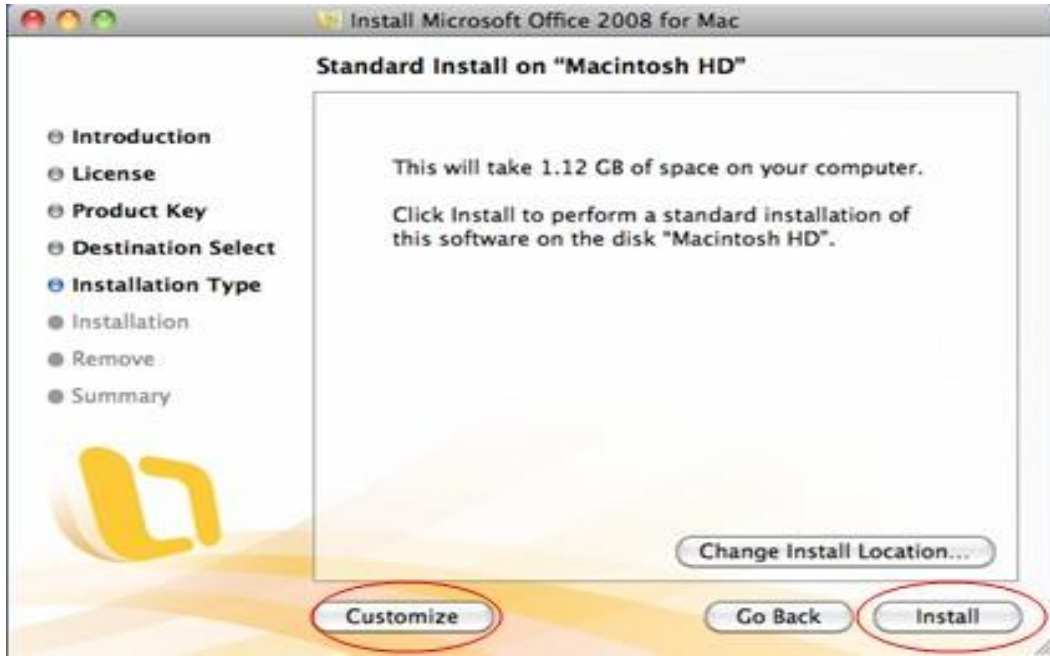 Install Microsoft Office 2008 for Mac
Standard Install on “Macintosh HD”
Introduction
License
Product Key
Destination Select
Installation Type
Installation
Remove
Summary
This will take 1.12 GB of space on your computer.
Click Install to perform a standard installation of
this software on the disk “Macintosh HD”.
Change Install Location...
Customize
Go Back
Install